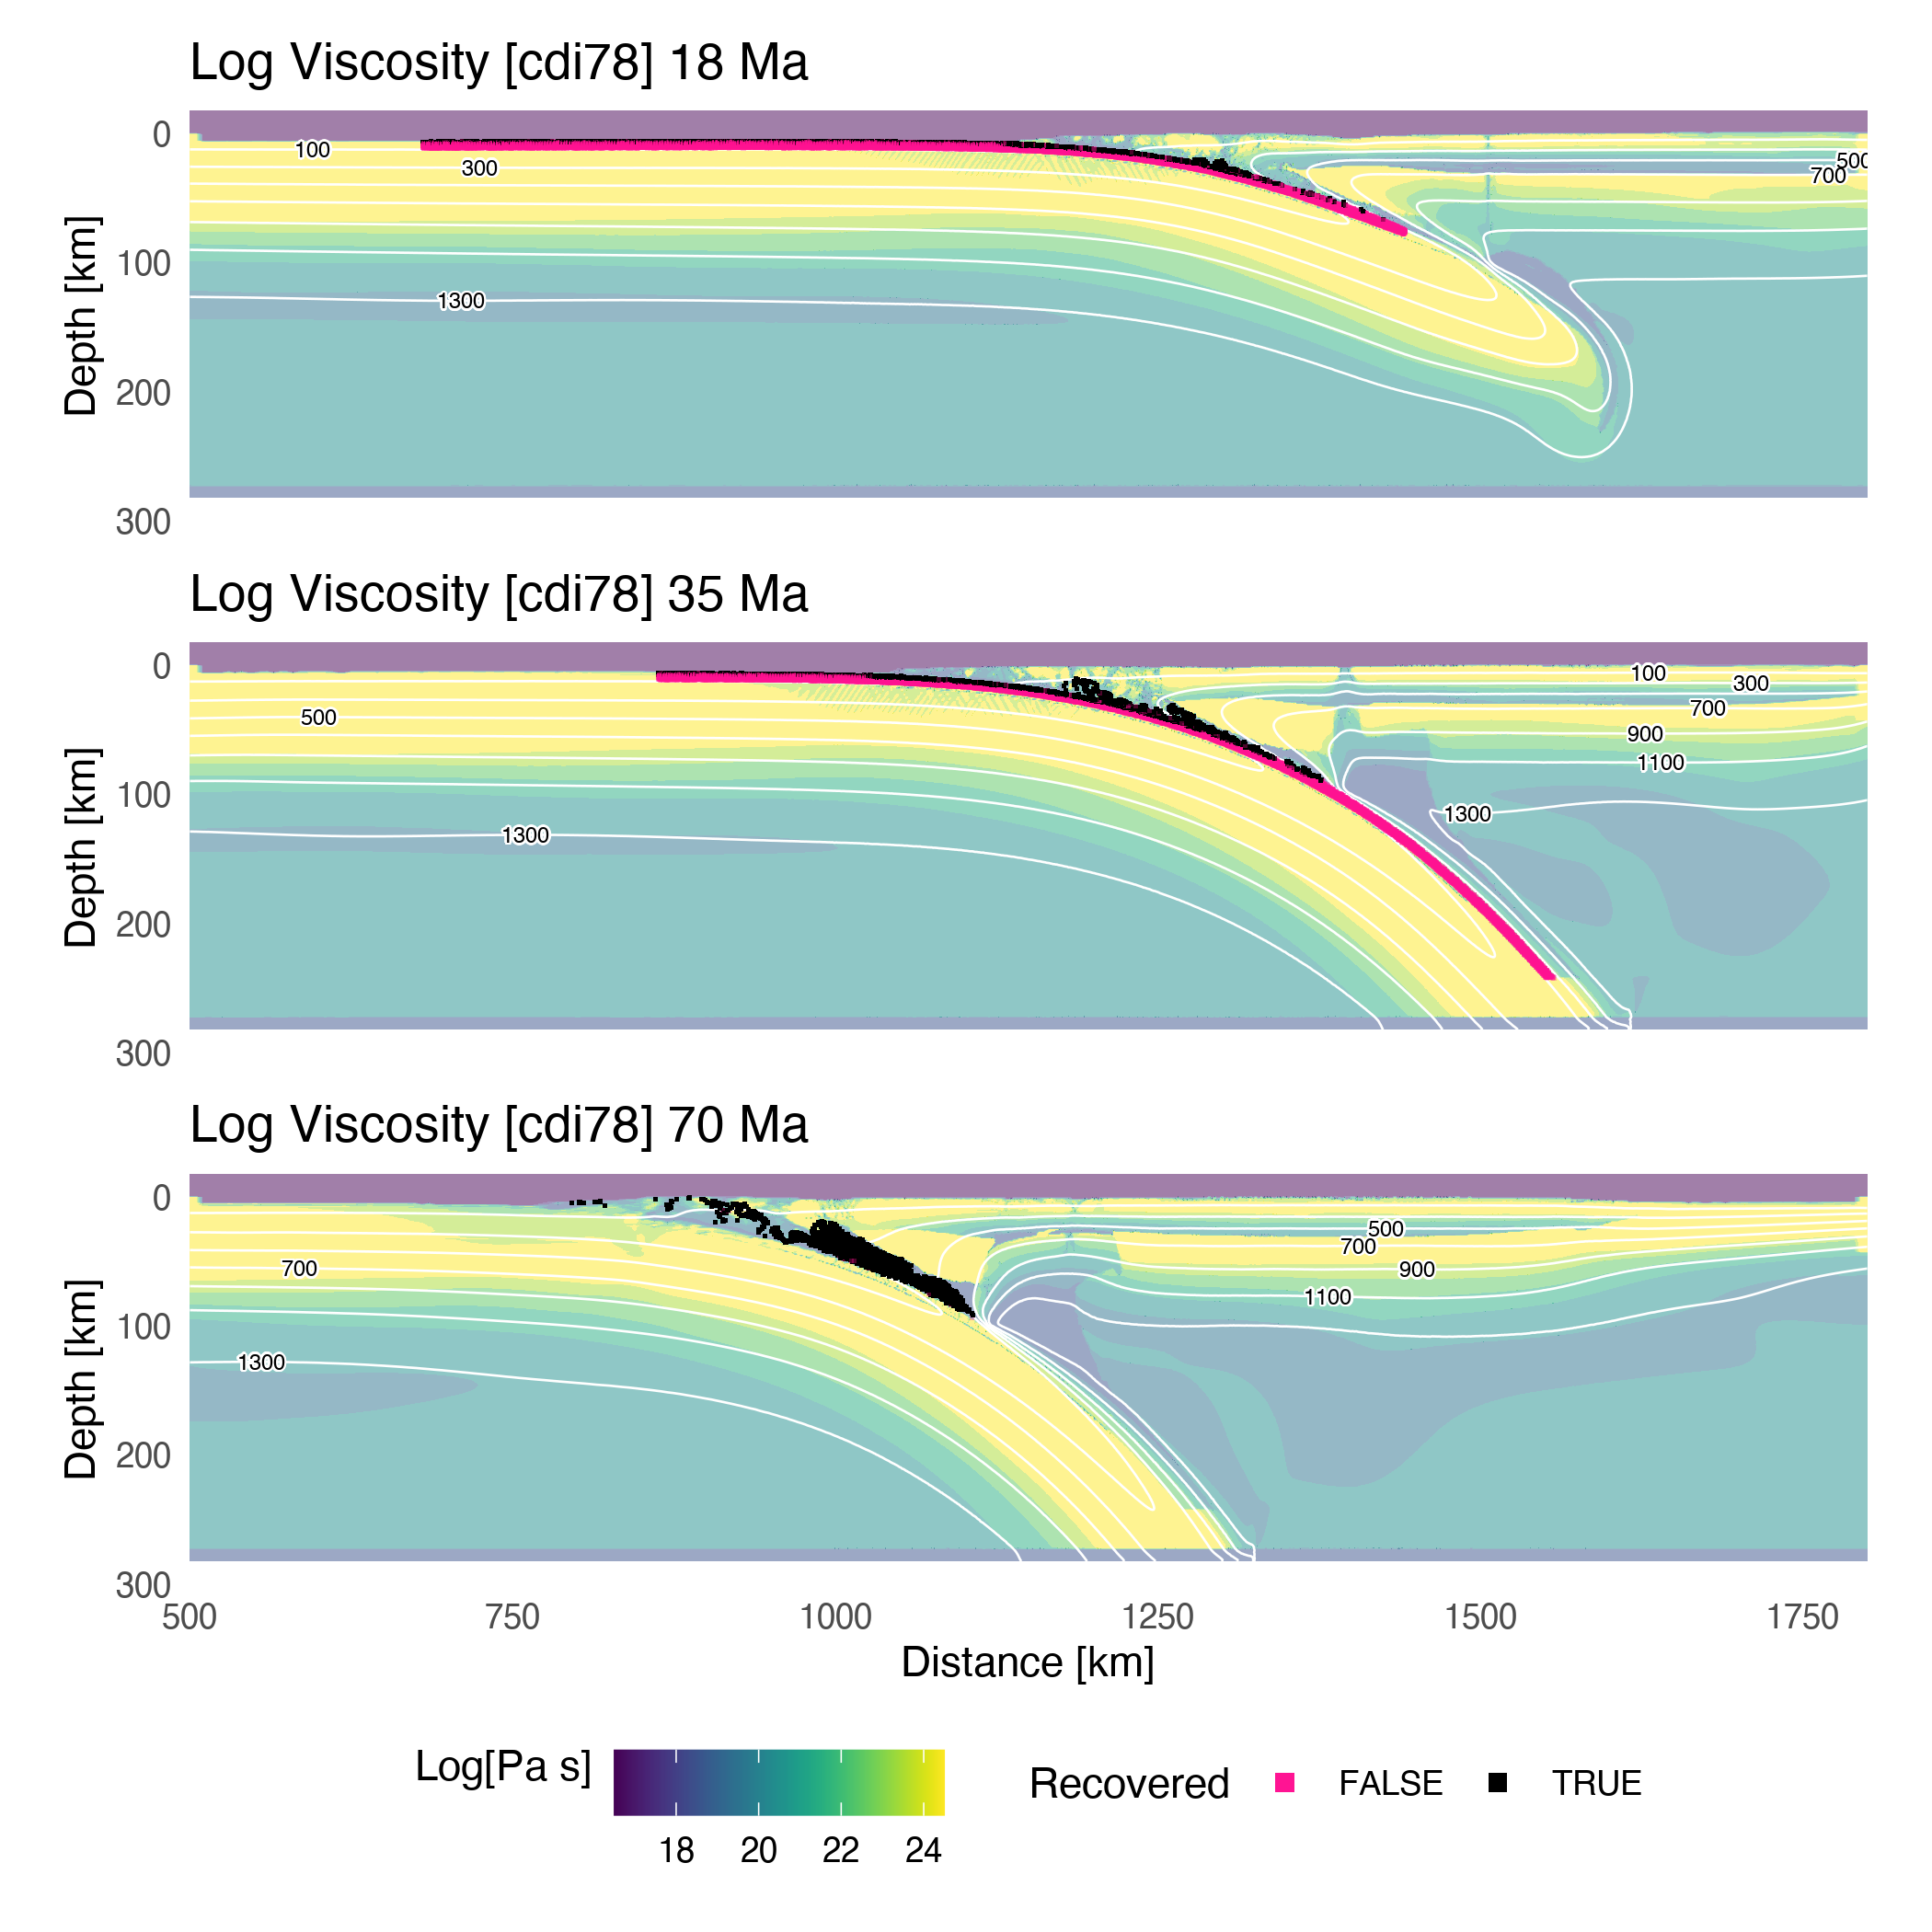 Log Viscosity [cdi78] 18 Ma
Depth [km]
0
100
200
300
100
300
500
700
1300
Log Viscosity [cdi78] 35 Ma
Depth [km]
0
100
200
300
100
300
500
700
900
1100
1300
1300
Log Viscosity [cdi78] 70 Ma
Depth [km]
0
100
200
300
500
700
700
900
1100
1300
500 750 1000 1250 1500 1750
Distance [km]
Log[Pa s]
18 20 22 24
Recovered FALSE TRUE